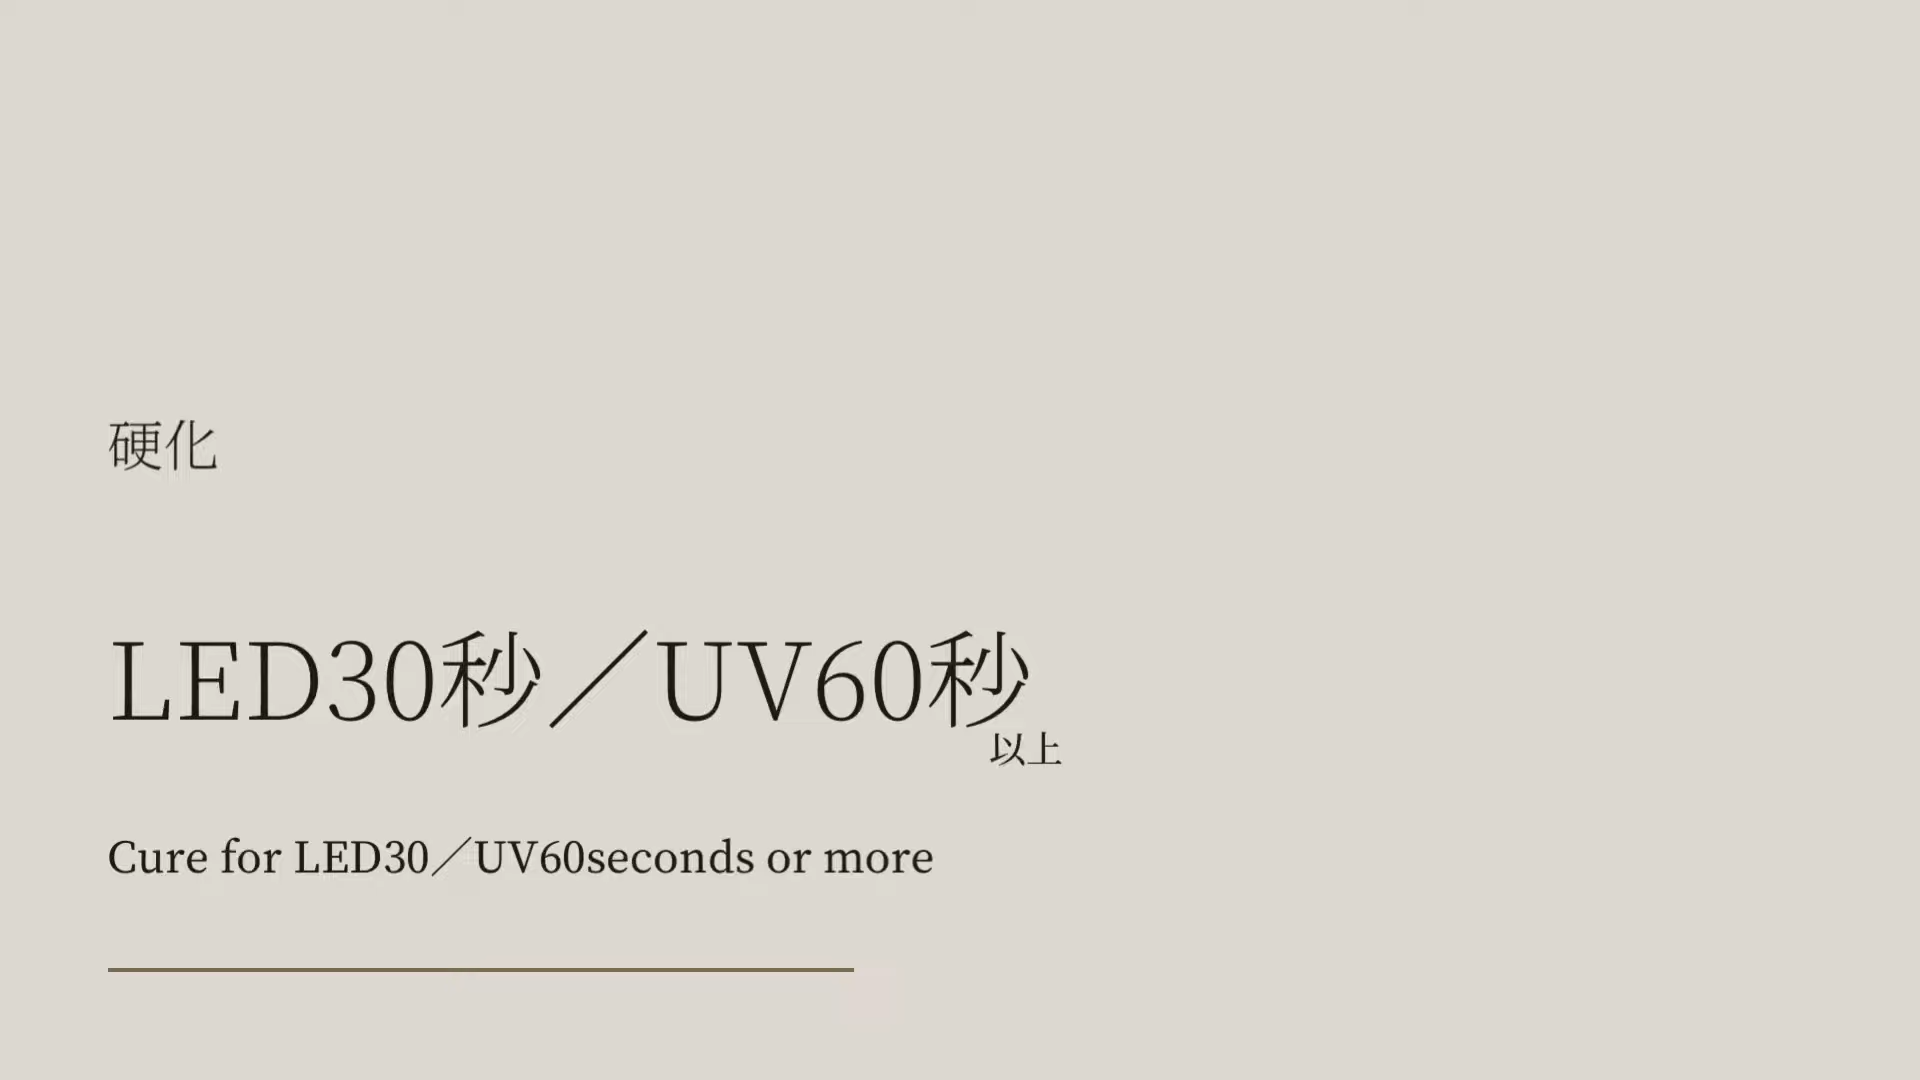 硬化
LED30秒／UV60秒
以上
Cure for LED30／UV60seconds or more